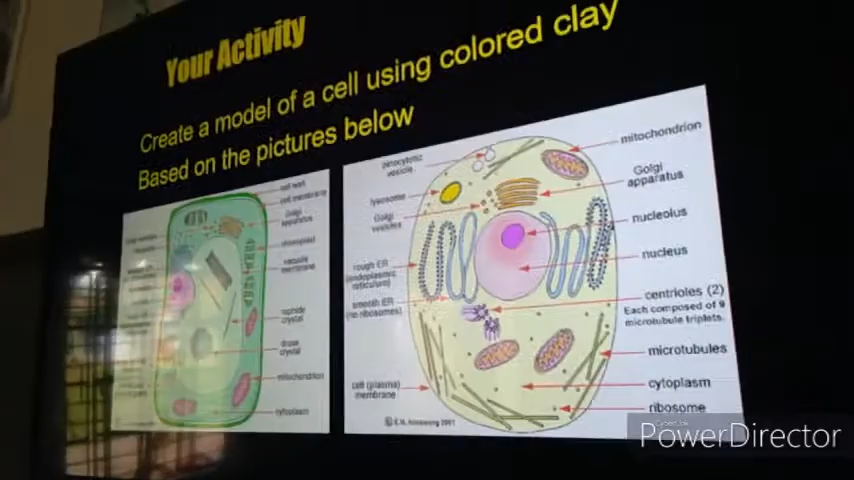 Your Activity
Create a model of a cell using colored clay
Based on the pictures below
cell wall
cell membrane
Golgi
apparatus
chloroplast
vacuole
membrane
raphide
crystal
druse
crystal
mitochondrion
cytoplasm
pinocytotic
vesicle
lysosome
Golgi
vesicles
rough ER
(endoplasmic
reticulum)
smooth ER
(no ribosomes)
cell (plasma)
membrane
mitochondrion
Golgi
apparatus
nucleolus
nucleus
centrioles (2)
Each composed of 9
microtubule triplets.
microtubules
cytoplasm
ribosome
CyberLink
PowerDirector